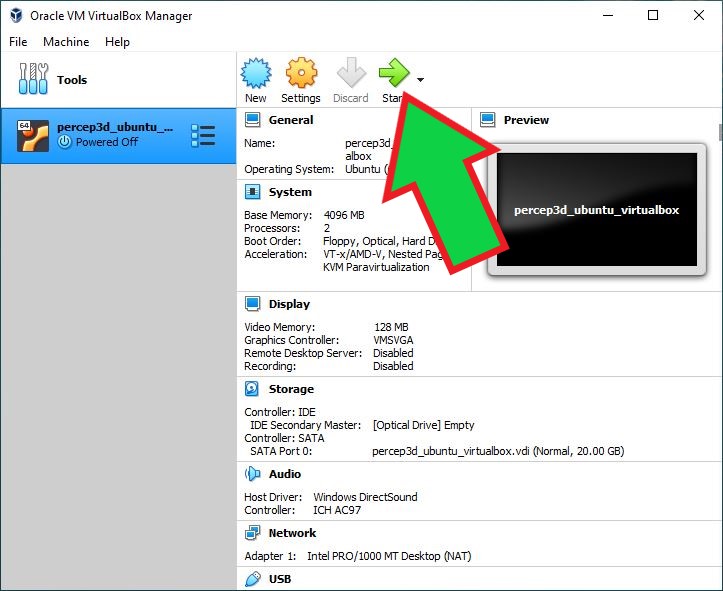 Oracle VM VirtualBox Manager
File Machine Help
Tools
New Settings Discard
64
percep3d_ubuntu_...
Powered Off
General
Name: percep3d_
albox
Operating System: Ubuntu (
System
Base Memory: 4096 MB
Processors: 2
Boot Order: Floppy, Optical, Hard D
Acceleration: VT-x/AMD-V, Nested Pag
KVM Paravirtualization
Preview
percep3d_ubuntu_virtualbox
Display
Video Memory: 128 MB
Graphics Controller: VMSVGA
Remote Desktop Server: Disabled
Recording: Disabled
Storage
Controller: IDE
IDE Secondary Master: [Optical Drive] Empty
Controller: SATA
SATA Port 0: percep3d_ubuntu_virtualbox.vdi (Normal, 20.00 GB)
Audio
Host Driver: Windows DirectSound
Controller: ICH AC97
Network
Adapter 1: Intel PRO/1000 MT Desktop (NAT)
USB